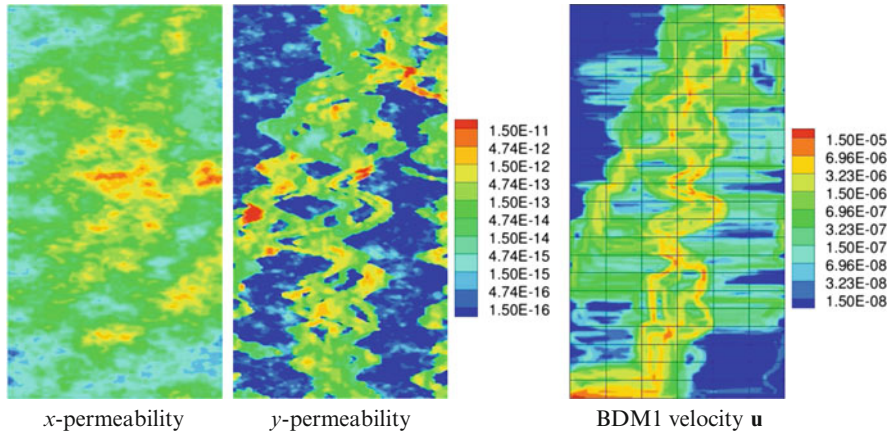 1.50E-11
4.74E-12
1.50E-12
4.74E-13
1.50E-13
4.74E-14
1.50E-14
4.74E-15
1.50E-15
4.74E-16
1.50E-16
1.50E-05
6.96E-06
3.23E-06
1.50E-06
6.96E-07
3.23E-07
1.50E-07
6.96E-08
3.23E-08
1.50E-08
x-permeability
y-permeability
BDM1 velocity u